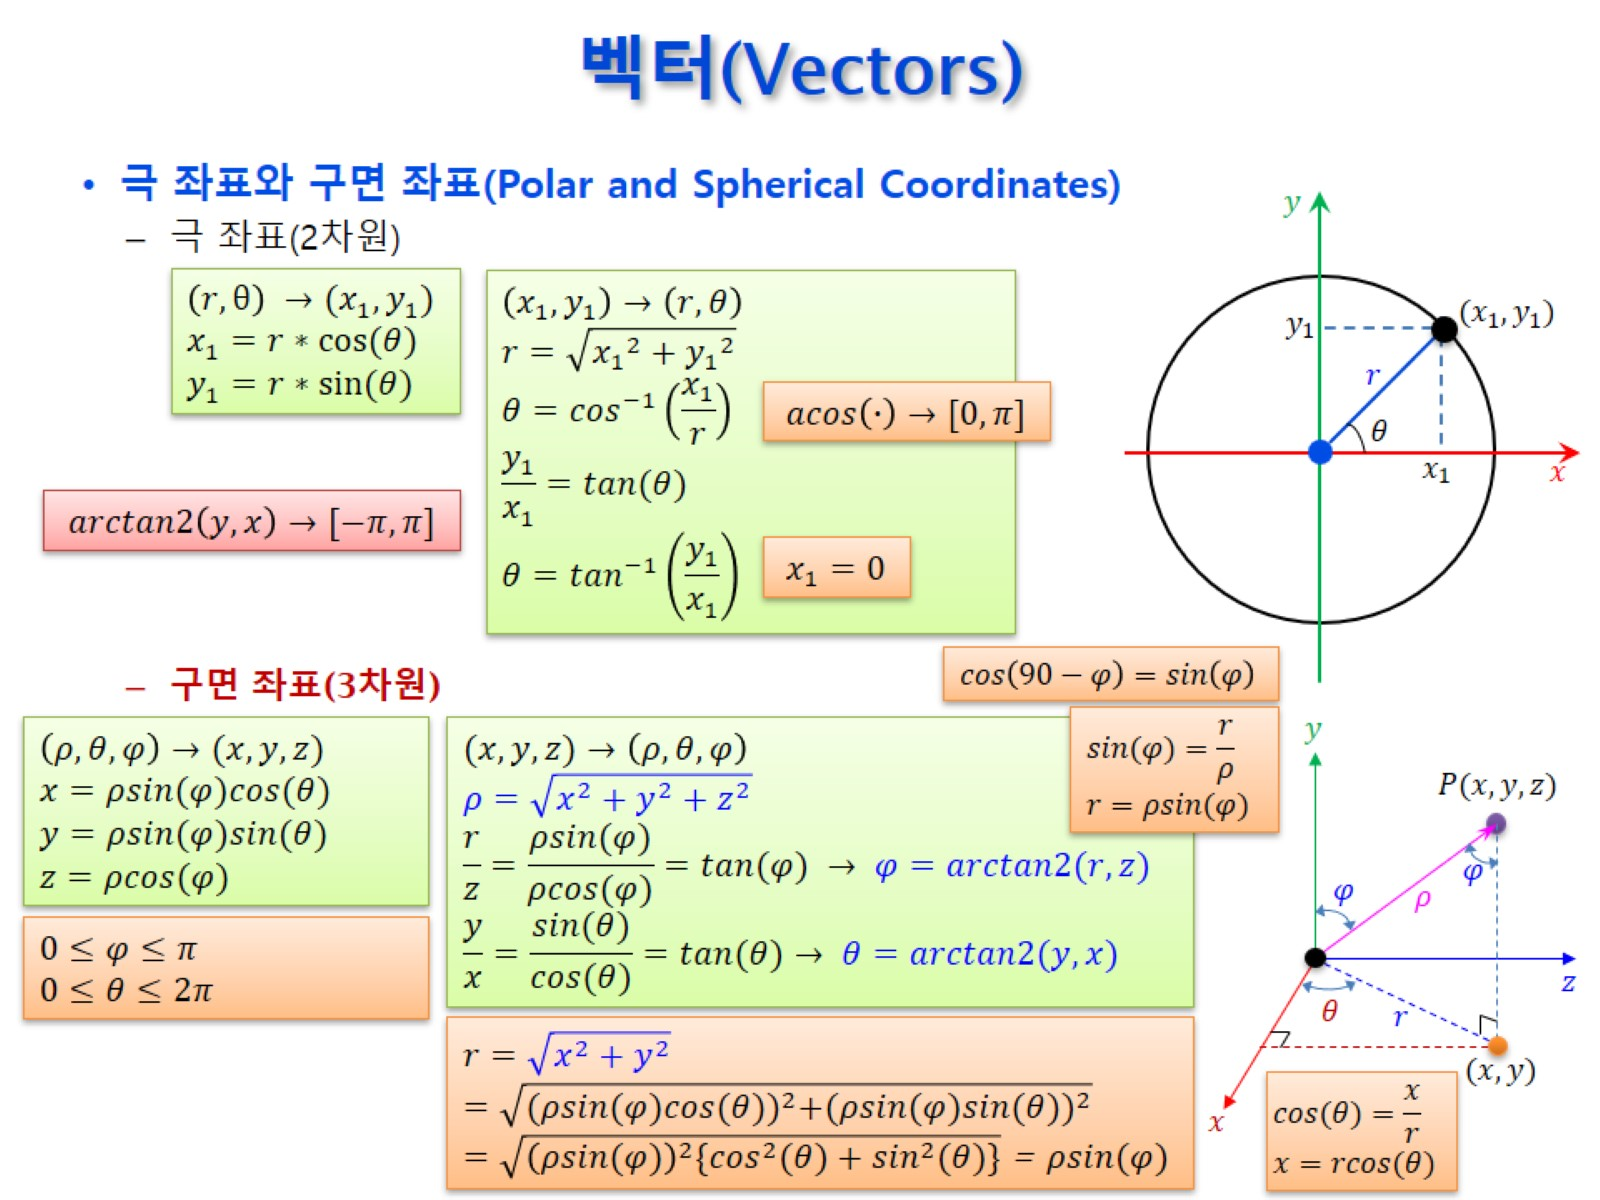 벡터(Vectors)
• 극 좌표와 구면 좌표(Polar and Spherical Coordinates)
– 극 좌표(2차원)
(r, θ) → (x₁, y₁)
x₁ = r ∗ cos(θ)
y₁ = r ∗ sin(θ)
(x₁, y₁) → (r, θ)
r = √(x₁² + y₁²)
θ = cos⁻¹(x₁/r)
acos(·) → [0, π]
y₁/x₁ = tan(θ)
θ = tan⁻¹(y₁/x₁)
x₁ = 0
arctan2(y, x) → [−π, π]
y
y₁
(x₁, y₁)
r
θ
x₁
x
– 구면 좌표(3차원)
(ρ, θ, φ) → (x, y, z)
x = ρsin(φ)cos(θ)
y = ρsin(φ)sin(θ)
z = ρcos(φ)
0 ≤ φ ≤ π
0 ≤ θ ≤ 2π
(x, y, z) → (ρ, θ, φ)
ρ = √(x² + y² + z²)
r/z = ρsin(φ)/ρcos(φ) = tan(φ) → φ = arctan2(r, z)
y/x = sin(θ)/cos(θ) = tan(θ) → θ = arctan2(y, x)
r = √(x² + y²)
= √((ρsin(φ)cos(θ))²+(ρsin(φ)sin(θ))²)
= √((ρsin(φ))²{cos²(θ) + sin²(θ)}) = ρsin(φ)
cos(90 − φ) = sin(φ)
sin(φ) = r/ρ
r = ρsin(φ)
y
P(x, y, z)
φ
φ
ρ
z
θ
r
(x, y)
x
cos(θ) = x/r
x = rcos(θ)